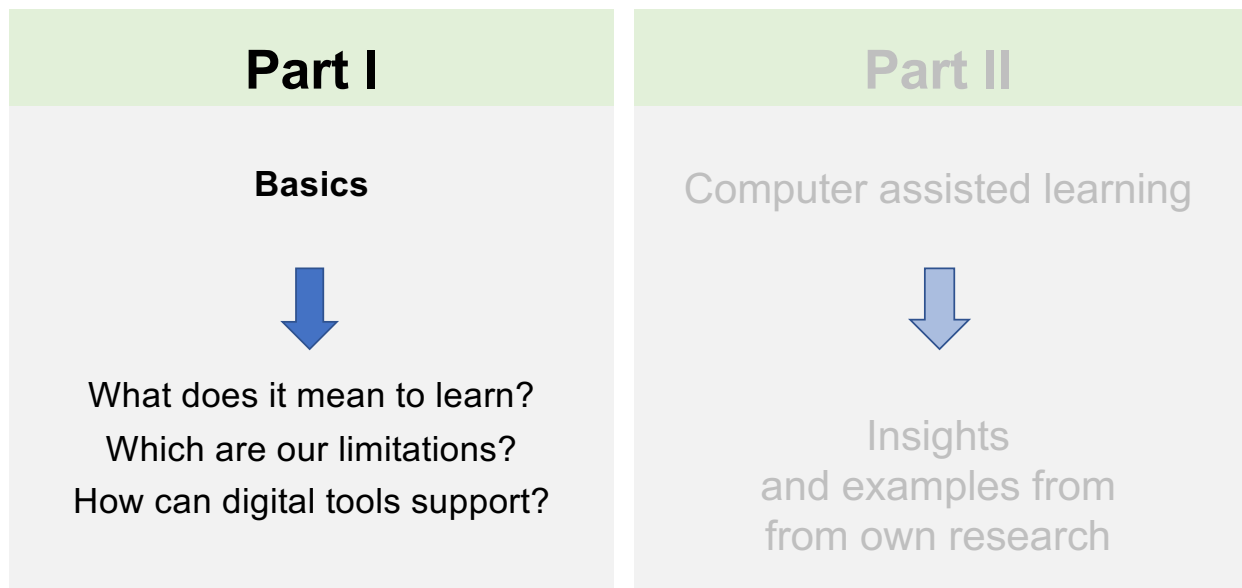 Part I
Basics
What does it mean to learn?
Which are our limitations?
How can digital tools support?
Part II
Computer assisted learning
Insights
and examples from
from own research